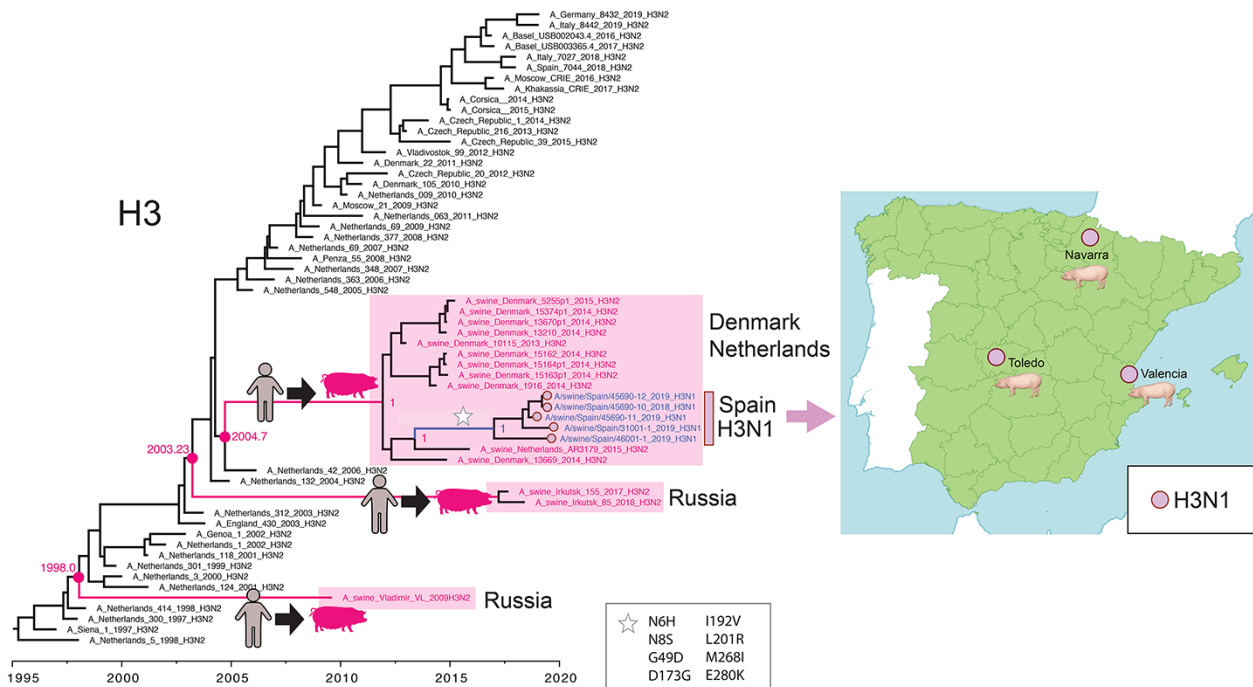 A_Germany_8432_2019_H3N2
A_Italy_8442_2019_H3N2
A_Basel_USB002043.4_2016_H3N2
A_Basel_USB003365.4_2017_H3N2
A_Italy_7027_2018_H3N2
A_Spain_7044_2018_H3N2
A_Moscow_CRIE_2016_H3N2
A_Khakassia_CRIE_2017_H3N2
A_Corsica__2014_H3N2
A_Corsica__2015_H3N2
A_Czech_Republic_1_2014_H3N2
A_Czech_Republic_216_2013_H3N2
A_Czech_Republic_39_2015_H3N2
A_Vladivostok_99_2012_H3N2
A_Denmark_22_2011_H3N2
A_Czech_Republic_20_2012_H3N2
A_Denmark_105_2010_H3N2
A_Netherlands_009_2010_H3N2
A_Moscow_21_2009_H3N2
A_Netherlands_063_2011_H3N2
A_Netherlands_69_2009_H3N2
A_Netherlands_377_2008_H3N2
A_Netherlands_69_2007_H3N2
A_Penza_55_2008_H3N2
A_Netherlands_348_2007_H3N2
A_Netherlands_363_2006_H3N2
A_Netherlands_548_2005_H3N2
H3
A_swine_Denmark_5255p1_2015_H3N2
A_swine_Denmark_15374p1_2014_H3N2
A_swine_Denmark_13670p1_2014_H3N2
A_swine_Denmark_13210_2014_H3N2
A_swine_Denmark_10115_2013_H3N2
A_swine_Denmark_15162_2014_H3N2
A_swine_Denmark_15164p1_2014_H3N2
A_swine_Denmark_15163p1_2014_H3N2
A_swine_Denmark_1916_2014_H3N2
A/swine/Spain/45690-12_2019_H3N1
A/swine/Spain/45690-10_2018_H3N1
A/swine/Spain/45690-11_2019_H3N1
A/swine/Spain/31001-1_2019_H3N1
A/swine/Spain/46001-1_2019_H3N1
A_swine_Netherlands_AR3179_2015_H3N2
A_swine_Denmark_13669_2014_H3N2
1
1
1
Denmark
Netherlands
Spain
H3N1
2004.7
2003.23
A_Netherlands_42_2006_H3N2
A_Netherlands_132_2004_H3N2
A_swine_Irkutsk_155_2017_H3N2
A_swine_Irkutsk_85_2018_H3N2
Russia
A_Netherlands_312_2003_H3N2
A_England_430_2003_H3N2
A_Genoa_1_2002_H3N2
A_Netherlands_1_2002_H3N2
A_Netherlands_118_2001_H3N2
A_Netherlands_301_1999_H3N2
1998.0
A_Netherlands_3_2000_H3N2
A_Netherlands_124_2001_H3N2
A_swine_Vladimir_VL_2009H3N2
Russia
A_Netherlands_414_1998_H3N2
A_Netherlands_300_1997_H3N2
A_Siena_1_1997_H3N2
A_Netherlands_5_1998_H3N2
1995 2000 2005 2010 2015 2020
N6H I192V
N8S L201R
G49D M268I
D173G E280K
Navarra
Toledo
Valencia
H3N1